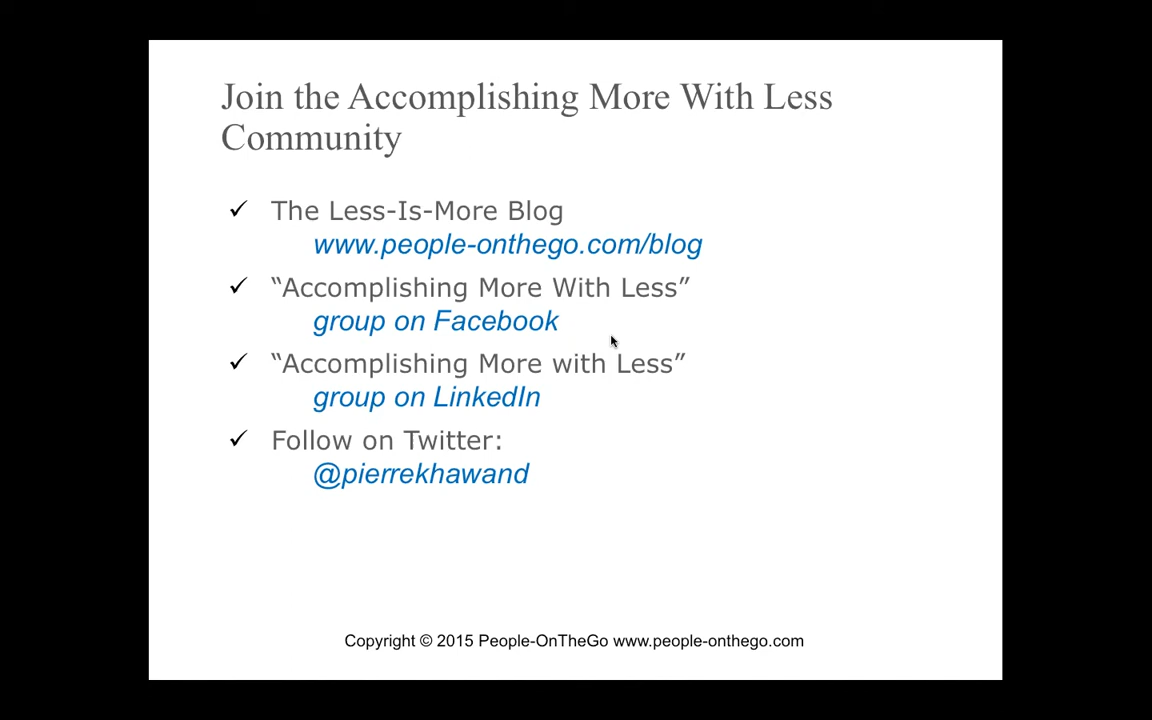 Join the Accomplishing More With Less
Community
✓ The Less-Is-More Blog
www.people-onthego.com/blog
✓ “Accomplishing More With Less”
group on Facebook
✓ “Accomplishing More with Less”
group on LinkedIn
✓ Follow on Twitter:
@pierrekhawand
Copyright © 2015 People-OnTheGo www.people-onthego.com